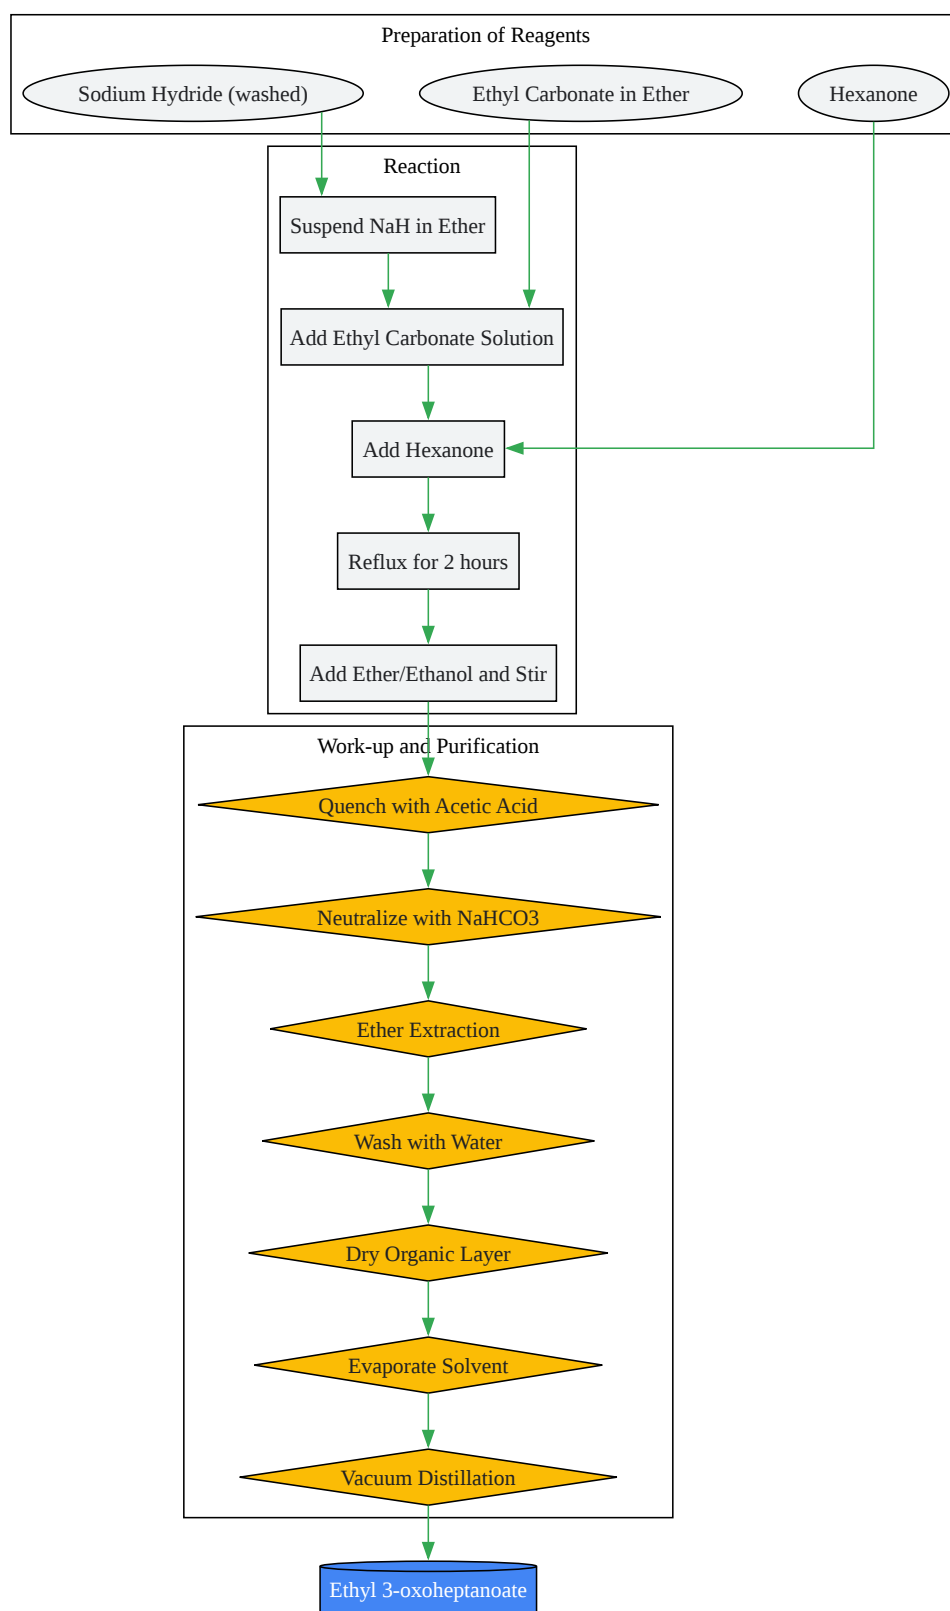 Preparation of Reagents
Sodium Hydride (washed)
Ethyl Carbonate in Ether
Hexanone
Reaction
Suspend NaH in Ether
Add Ethyl Carbonate Solution
Add Hexanone
Reflux for 2 hours
Add Ether/Ethanol and Stir
Work-up and Purification
Quench with Acetic Acid
Neutralize with NaHCO3
Ether Extraction
Wash with Water
Dry Organic Layer
Evaporate Solvent
Vacuum Distillation
Ethyl 3-oxoheptanoate